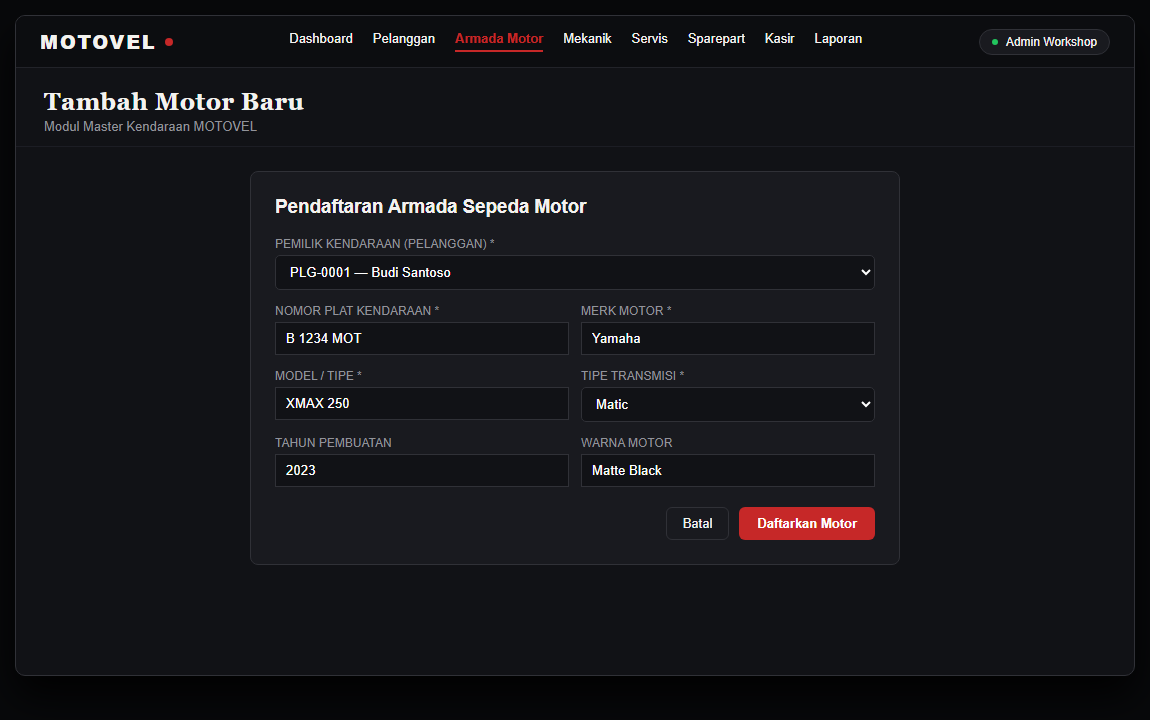 MOTOVEL
Dashboard Pelanggan Armada Motor Mekanik Servis Sparepart Kasir Laporan
Admin Workshop
Tambah Motor Baru
Modul Master Kendaraan MOTOVEL
Pendaftaran Armada Sepeda Motor
PEMILIK KENDARAAN (PELANGGAN) *
PLG-0001 — Budi Santoso
NOMOR PLAT KENDARAAN * MERK MOTOR *
B 1234 MOT Yamaha
MODEL / TIPE * TIPE TRANSMISI *
XMAX 250 Matic
TAHUN PEMBUATAN WARNA MOTOR
2023 Matte Black
Batal Daftarkan Motor